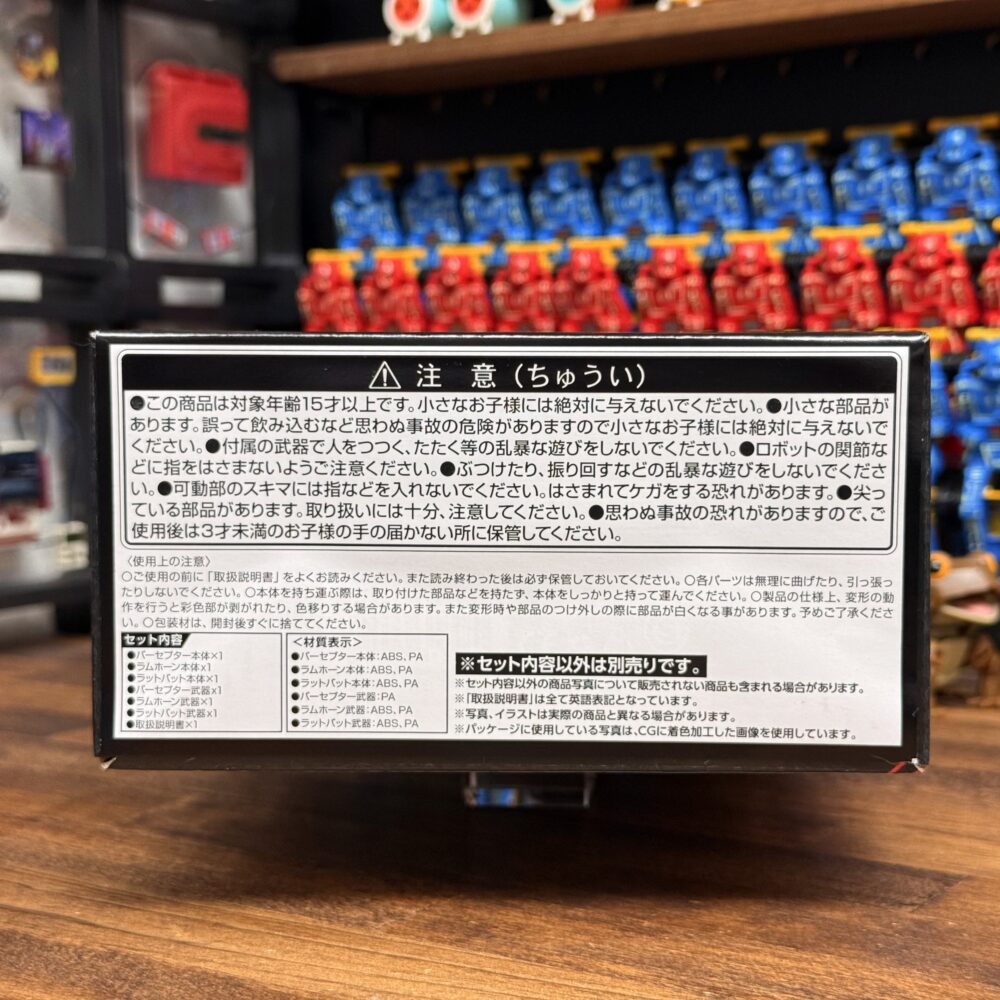 ⚠ 注 意（ちゅうい）
●この商品は対象年齢15才以上です。小さなお子様には絶対に与えないでください。●小さな部品が
あります。誤って飲み込むなど思わぬ事故の危険がありますので小さなお子様には絶対に与えないで
ください。●付属の武器で人をつつく、たたく等の乱暴な遊びをしないでください。●ロボットの関節な
どに指をはさまないようご注意ください。●ぶつけたり、振り回すなどの乱暴な遊びをしないでくださ
い。●可動部のスキマには指などを入れないでください。はさまれてケガをする恐れがあります。●尖っ
ている部品があります。取り扱いには十分、注意してください。●思わぬ事故の恐れがありますので、ご
使用後は3才未満のお子様の手の届かない所に保管してください。
〈使用上の注意〉
○ご使用の前に「取扱説明書」をよくお読みください。また読み終わった後は必ず保管しておいてください。○各パーツは無理に曲げたり、引っ張っ
たりしないでください。○本体を持ち運ぶ際は、取り付けた部品などを持たず、本体をしっかりと持って運んでください。○製品の仕様上、変形の動
作を行うと彩色部が剥がれたり、色移りする場合があります。また変形時や部品のつけ外しの際に部品が白くなる事があります。予めご了承くださ
い。○包装材は、開封後すぐに捨ててください。
セット内容
●パーセプター本体×1
●ラムホーン本体x1
●ラットバット本体×1
●パーセプター武器x1
●ラムホーン武器×1
●ラットバット武器x1
●取扱説明書×1
＜材質表示＞
●パーセプター本体：ABS、PA
●ラムホーン本体：ABS、PA
●ラットバット本体：ABS、PA
●パーセプター武器：PA
●ラムホーン武器：ABS、PA
●ラットバット武器：ABS、PA
※セット内容以外は別売りです。
※セット内容以外の商品写真について販売されない商品も含まれる場合があります。
※「取扱説明書」は全て英語表記となっています。
※写真、イラストは実際の商品と異なる場合があります。
※パッケージに使用している写真は、CGに着色加工した画像を使用しています。